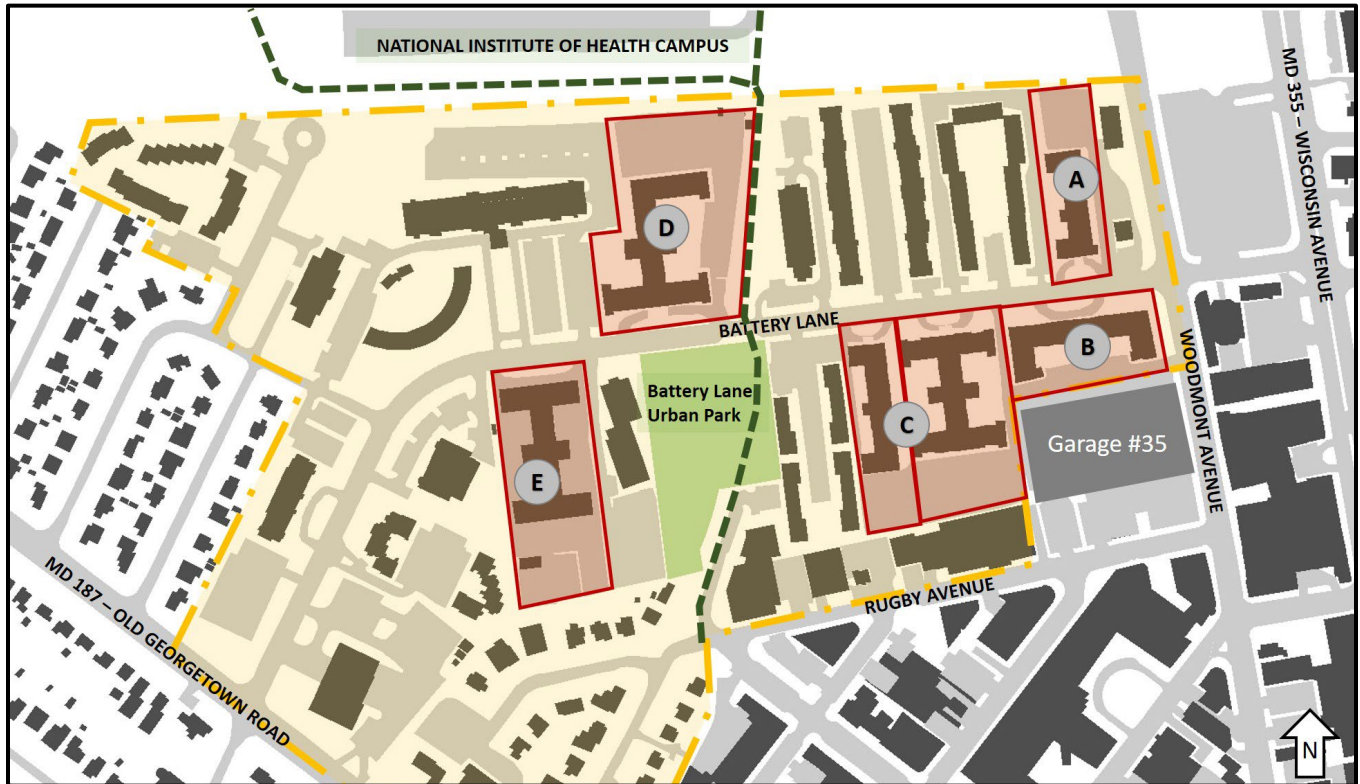 NATIONAL INSTITUTE OF HEALTH CAMPUS
MD 355 – WISCONSIN AVENUE
A
D
BATTERY LANE
B
WOODMONT AVENUE
Battery Lane
Urban Park
C
Garage #35
E
RUGBY AVENUE
MD 187 – OLD GEORGETOWN ROAD
N